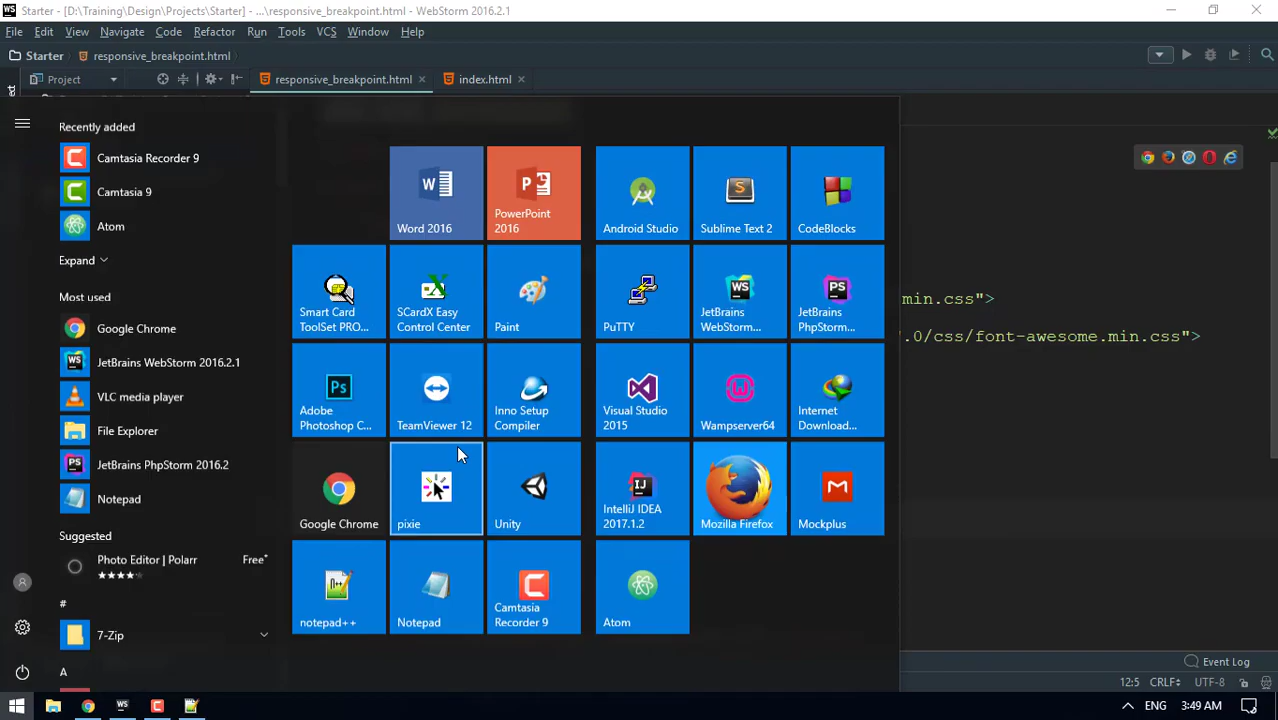 Starter - [D:\Training\Design\Projects\Starter] - ...\responsive_breakpoint.html - WebStorm 2016.2.1
File Edit View Navigate Code Refactor Run Tools VCS Window Help
Starter responsive_breakpoint.html
Project responsive_breakpoint.html index.html
Recently added
Camtasia Recorder 9
Camtasia 9
Atom
Expand
Most used
Google Chrome
JetBrains WebStorm 2016.2.1
VLC media player
File Explorer
JetBrains PhpStorm 2016.2
Notepad
Suggested
Photo Editor | Polarr Free*
#
7-Zip
A
Word 2016
PowerPoint 2016
Android Studio
Sublime Text 2
CodeBlocks
Smart Card ToolSet PRO...
SCardX Easy Control Center
Paint
PuTTY
JetBrains WebStorm...
JetBrains PhpStorm...
Adobe Photoshop C...
TeamViewer 12
Inno Setup Compiler
Visual Studio 2015
Wampserver64
Internet Download...
Google Chrome
pixie
Unity
IntelliJ IDEA 2017.1.2
Mozilla Firefox
Mockplus
notepad++
Notepad
Camtasia Recorder 9
Atom
min.css">
.0/css/font-awesome.min.css">
Event Log
12:5 CRLF UTF-8
ENG 3:49 AM